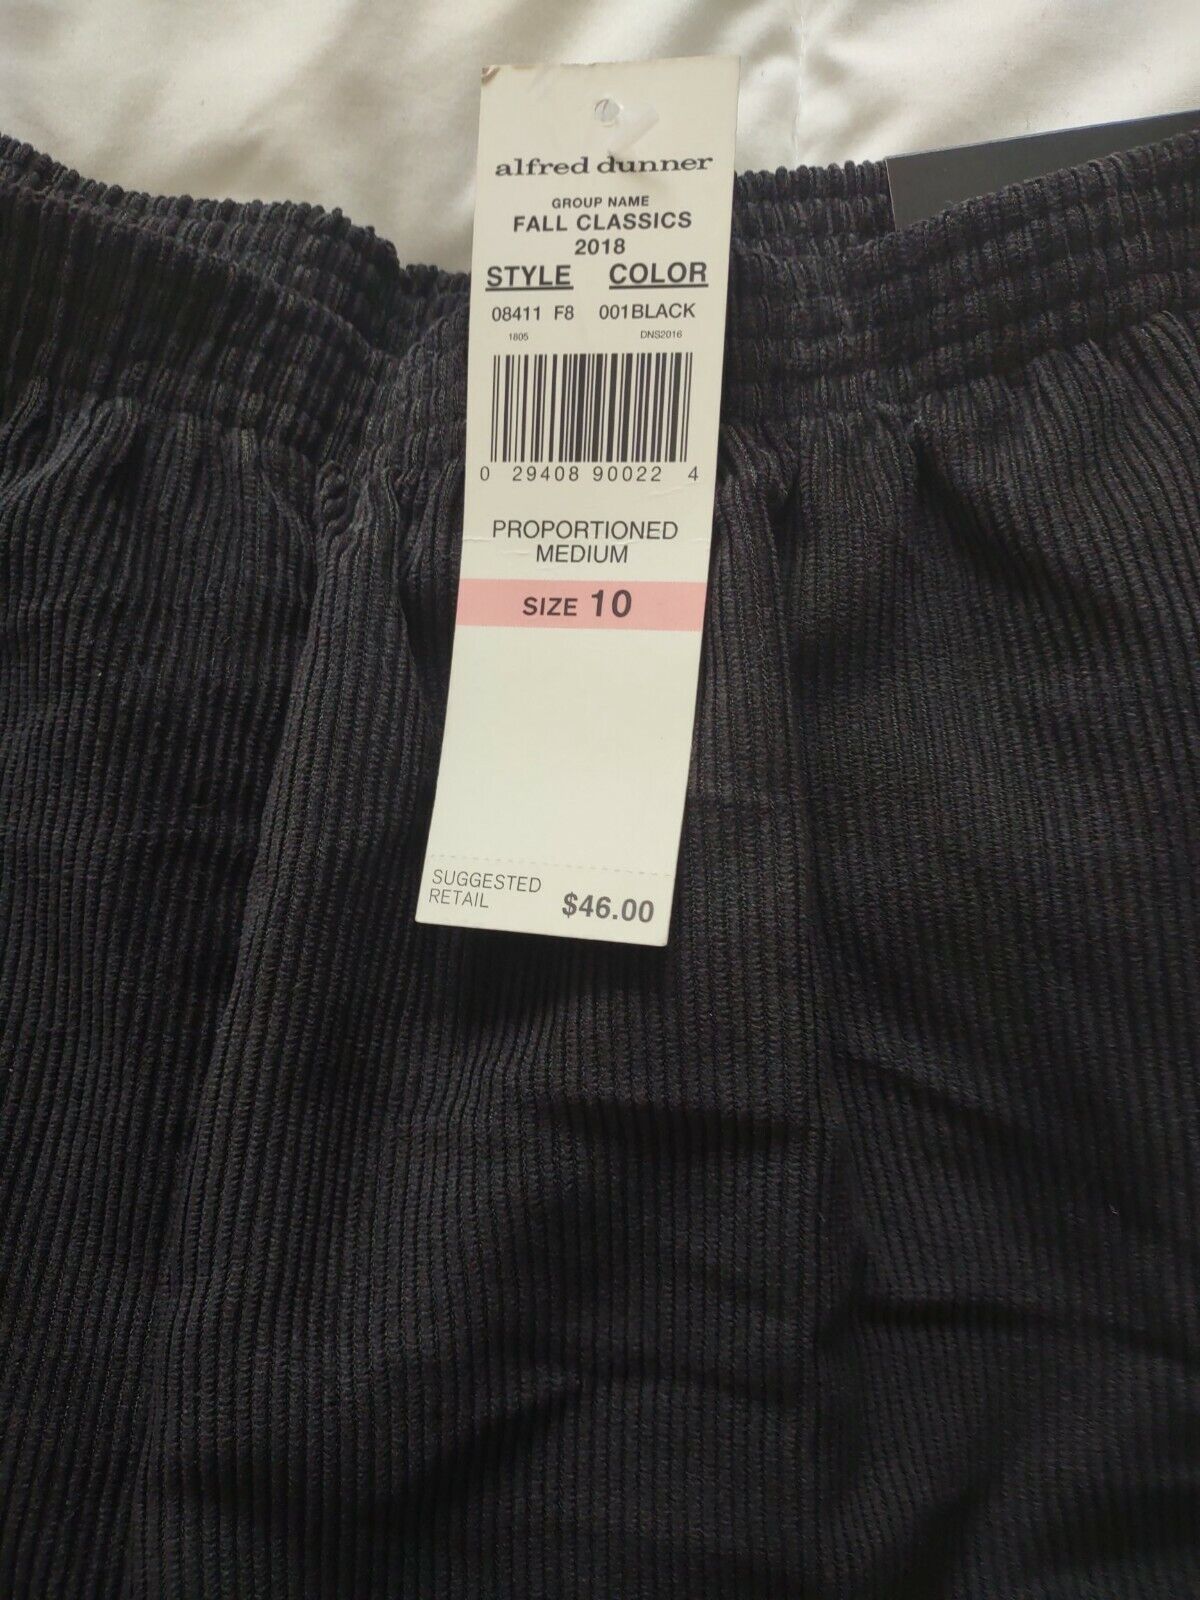 alfred dunner
GROUP NAME
FALL CLASSICS
2018
STYLE COLOR
08411 F8 001BLACK
1805 DNS2016
0 29408 90022 4
PROPORTIONED
MEDIUM
SIZE 10
SUGGESTED
RETAIL $46.00